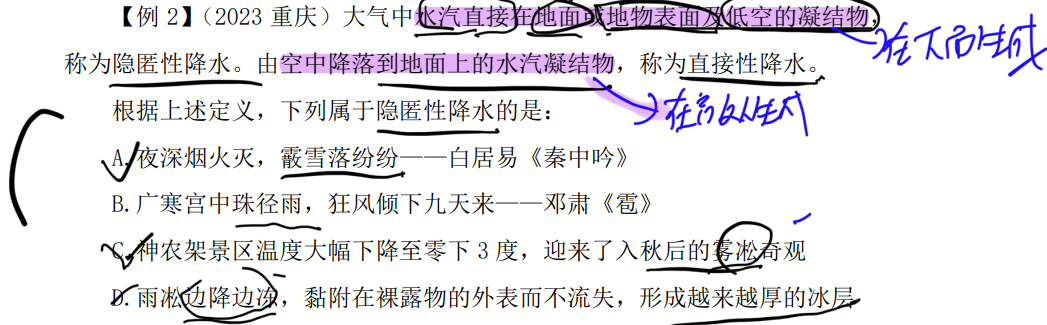 【例 2】（2023 重庆）大气中水汽直接在地面或地物表面及低空的凝结物，
称为隐匿性降水。由空中降落到地面上的水汽凝结物，称为直接性降水。
在下面生成
根据上述定义，下列属于隐匿性降水的是：
在高处生成
A.夜深烟火灭，霰雪落纷纷——白居易《秦中吟》
B.广寒宫中珠径雨，狂风倾下九天来——邓肃《雹》
C.神农架景区温度大幅下降至零下 3 度，迎来了入秋后的雾凇奇观
D.雨凇边降边冻，黏附在裸露物的外表而不流失，形成越来越厚的冰层